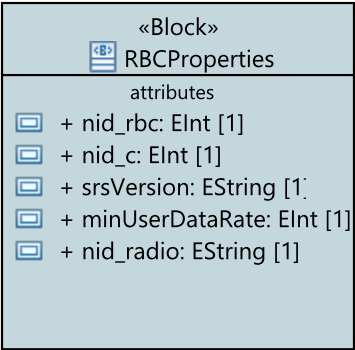 «Block»
RBCProperties
attributes
+ nid_rbc: EInt [1]
+ nid_c: EInt [1]
+ srsVersion: EString [1]
+ minUserDataRate: EInt [1]
+ nid_radio: EString [1]